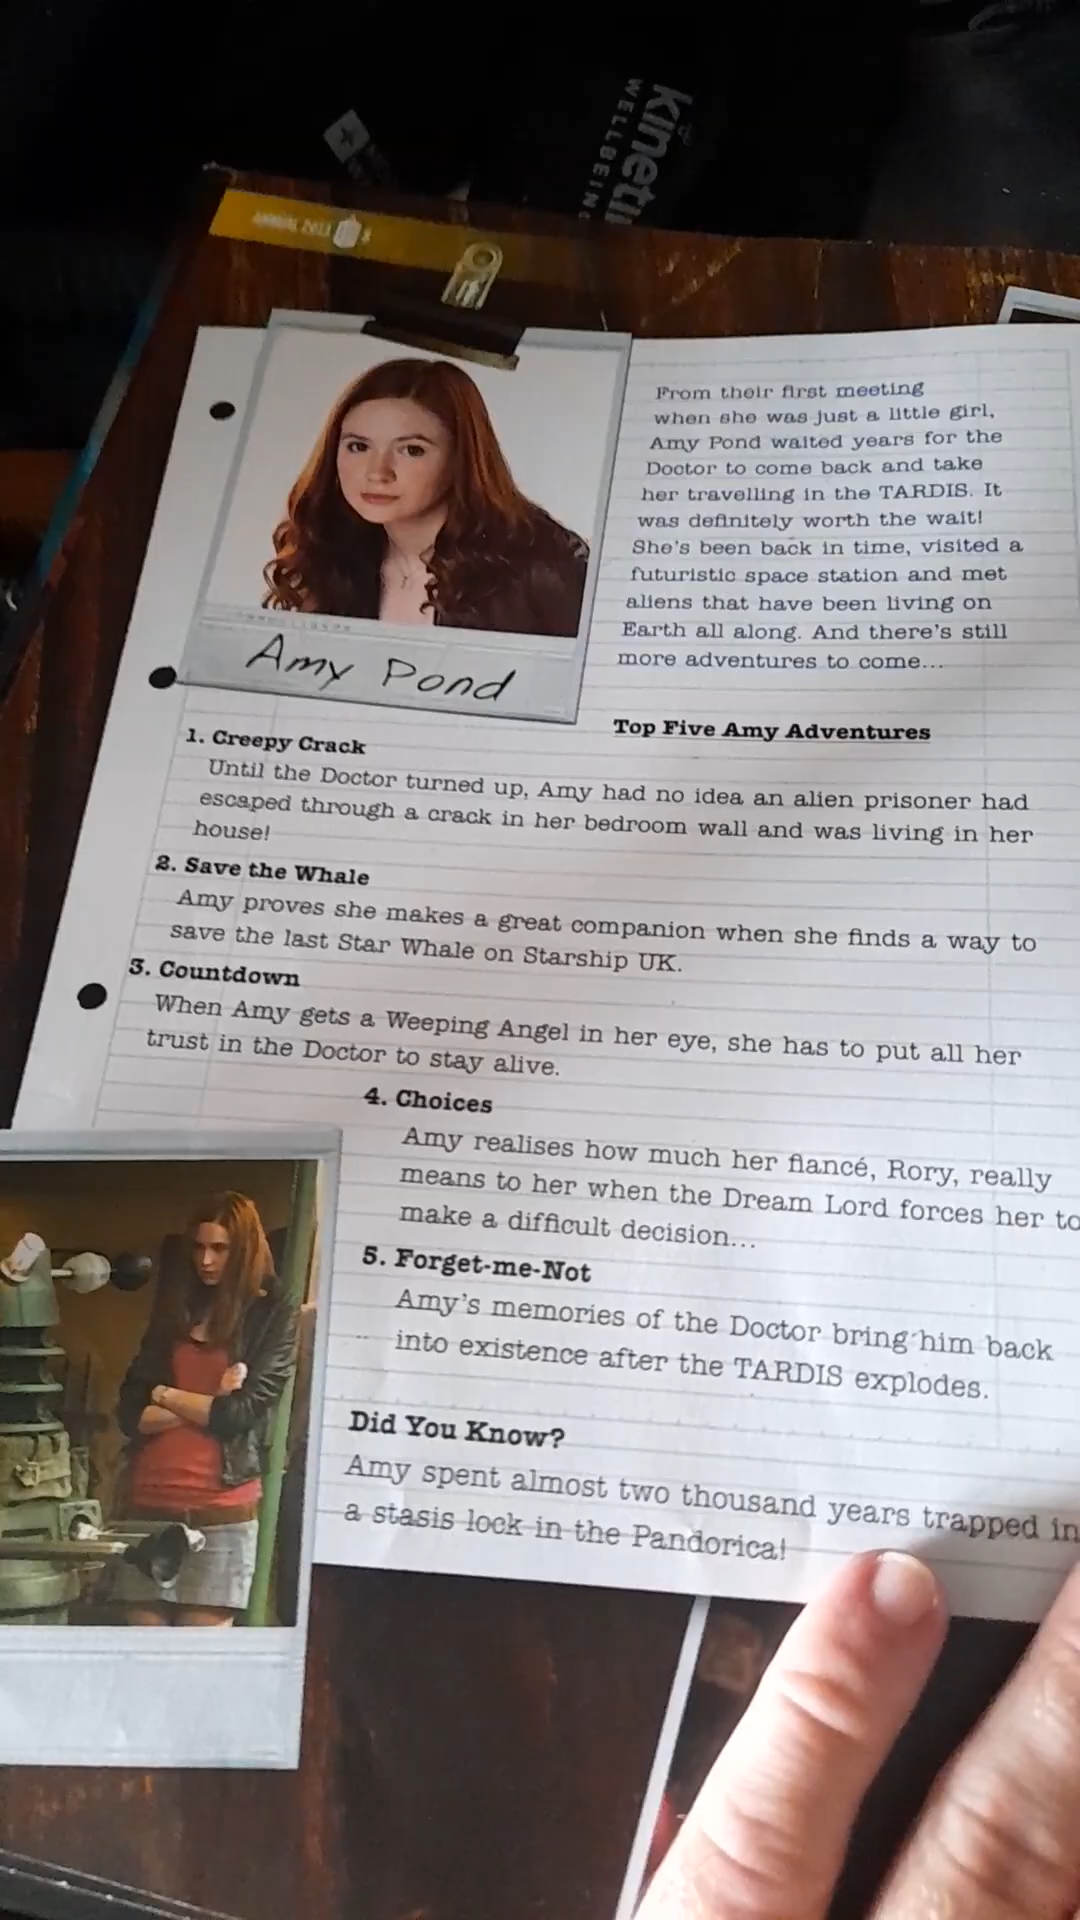 kineti
WELLBEING
ANNUAL 2011 8
From their first meeting
when she was just a little girl,
Amy Pond waited years for the
Doctor to come back and take
her travelling in the TARDIS. It
was definitely worth the wait!
She's been back in time, visited a
futuristic space station and met
aliens that have been living on
Earth all along. And there's still
more adventures to come...
Amy Pond
Top Five Amy Adventures
1. Creepy Crack
Until the Doctor turned up, Amy had no idea an alien prisoner had
escaped through a crack in her bedroom wall and was living in her
house!
2. Save the Whale
Amy proves she makes a great companion when she finds a way to
save the last Star Whale on Starship UK.
3. Countdown
When Amy gets a Weeping Angel in her eye, she has to put all her
trust in the Doctor to stay alive.
4. Choices
Amy realises how much her fiancé, Rory, really
means to her when the Dream Lord forces her to
make a difficult decision...
5. Forget-me-Not
Amy's memories of the Doctor bring him back
into existence after the TARDIS explodes.
Did You Know?
Amy spent almost two thousand years trapped in
a stasis lock in the Pandorica!